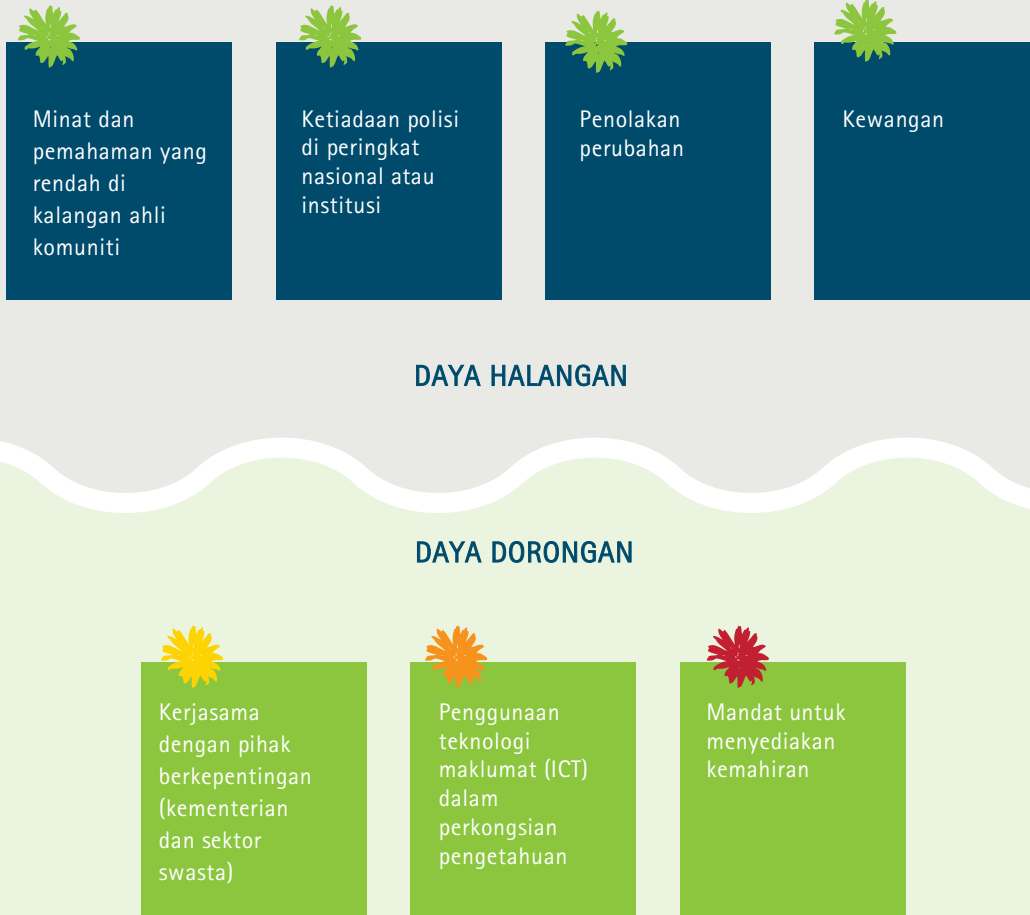 Minat dan
pemahaman yang
rendah di
kalangan ahli
komuniti
Ketiadaan polisi
di peringkat
nasional atau
institusi
Penolakan
perubahan
Kewangan
DAYA HALANGAN
DAYA DORONGAN
Kerjasama
dengan pihak
berkepentingan
(kementerian
dan sektor
swasta)
Penggunaan
teknologi
maklumat (ICT)
dalam
perkongsian
pengetahuan
Mandat untuk
menyediakan
kemahiran